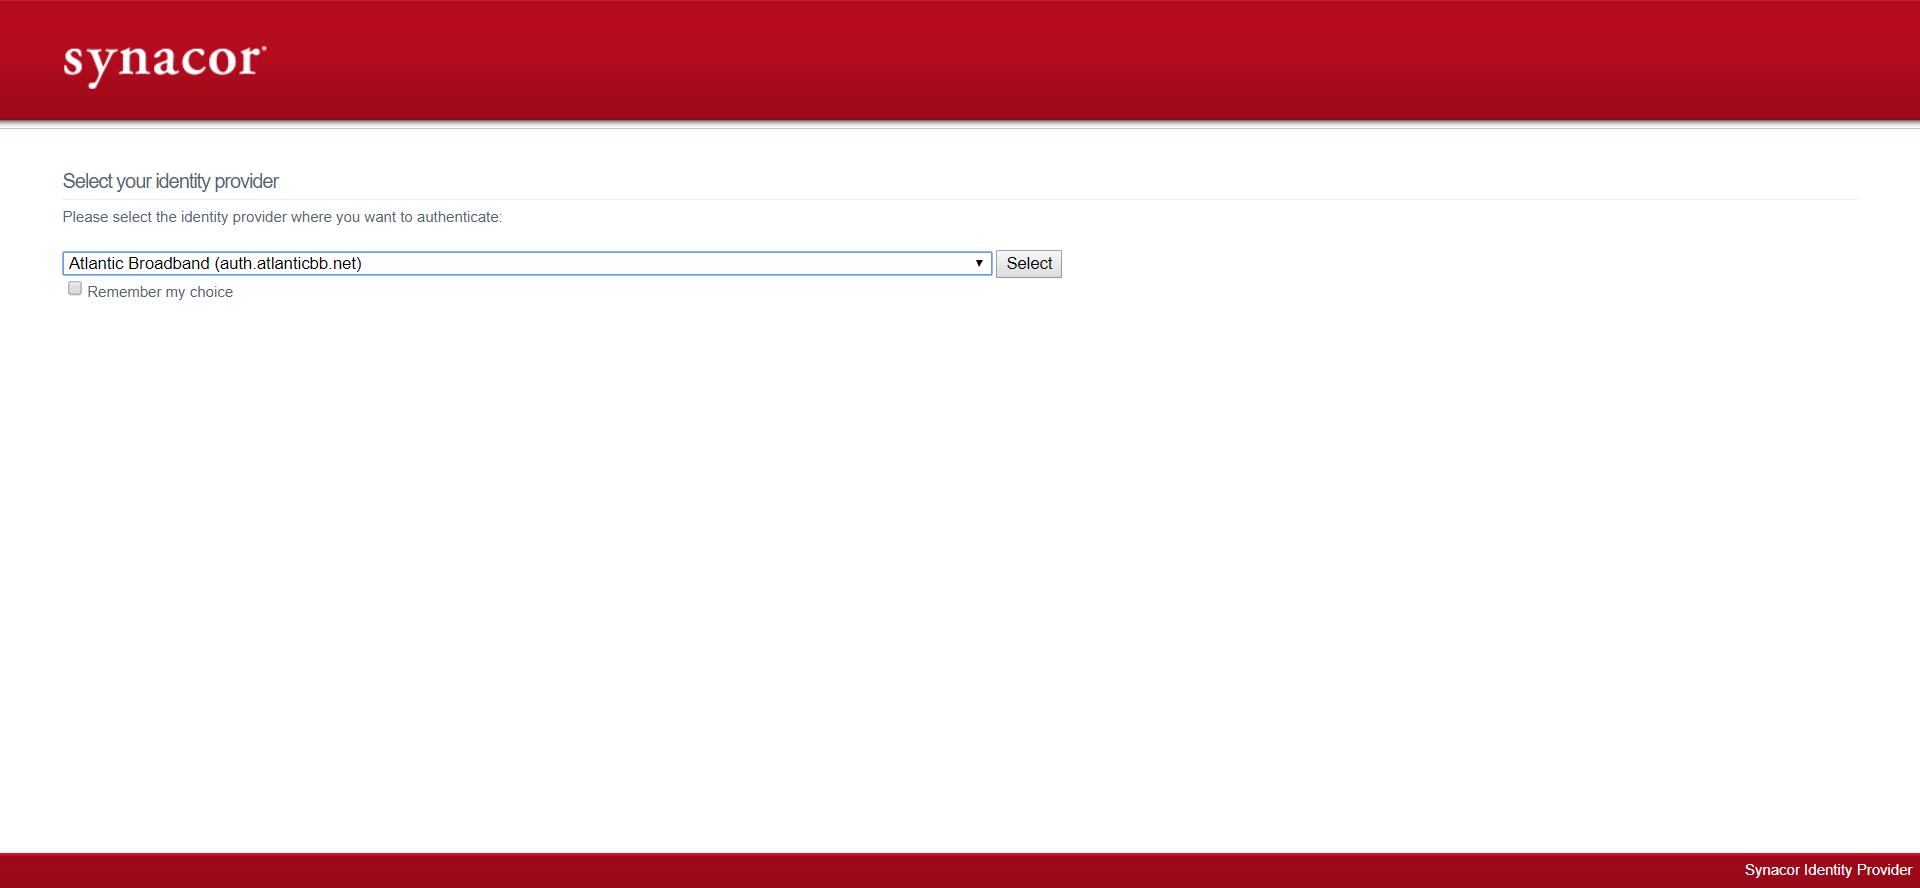 synacor
Select your identity provider
Please select the identity provider where you want to authenticate:
Atlantic Broadband (auth.atlanticbb.net)
Select
Remember my choice
Synacor Identity Provider